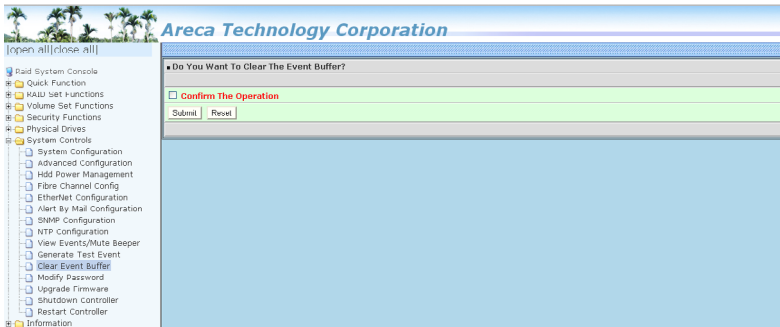 Areca Technology Corporation
|open all|close all|
Raid System Console
Quick Function
RAID Set Functions
Volume Set Functions
Security Functions
Physical Drives
System Controls
System Configuration
Advanced Configuration
Hdd Power Management
Fibre Channel Config
EtherNet Configuration
Alert By Mail Configuration
SNMP Configuration
NTP Configuration
View Events/Mute Beeper
Generate Test Event
Clear Event Buffer
Modify Password
Upgrade Firmware
Shutdown Controller
Restart Controller
Information
Do You Want To Clear The Event Buffer?
Confirm The Operation
Submit Reset